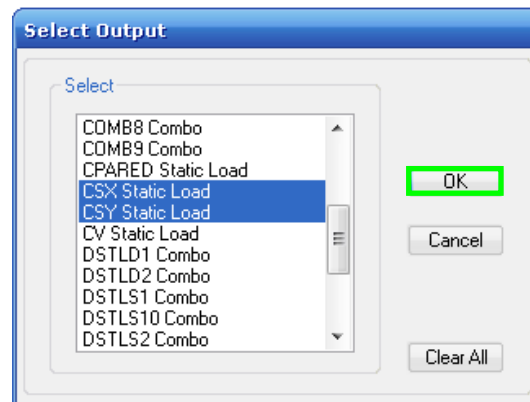 Select Output
Select
COMB8 Combo
COMB9 Combo
CPARED Static Load
CSX Static Load
CSY Static Load
CV Static Load
DSTLD1 Combo
DSTLD2 Combo
DSTLS1 Combo
DSTLS10 Combo
DSTLS2 Combo
OK
Cancel
Clear All